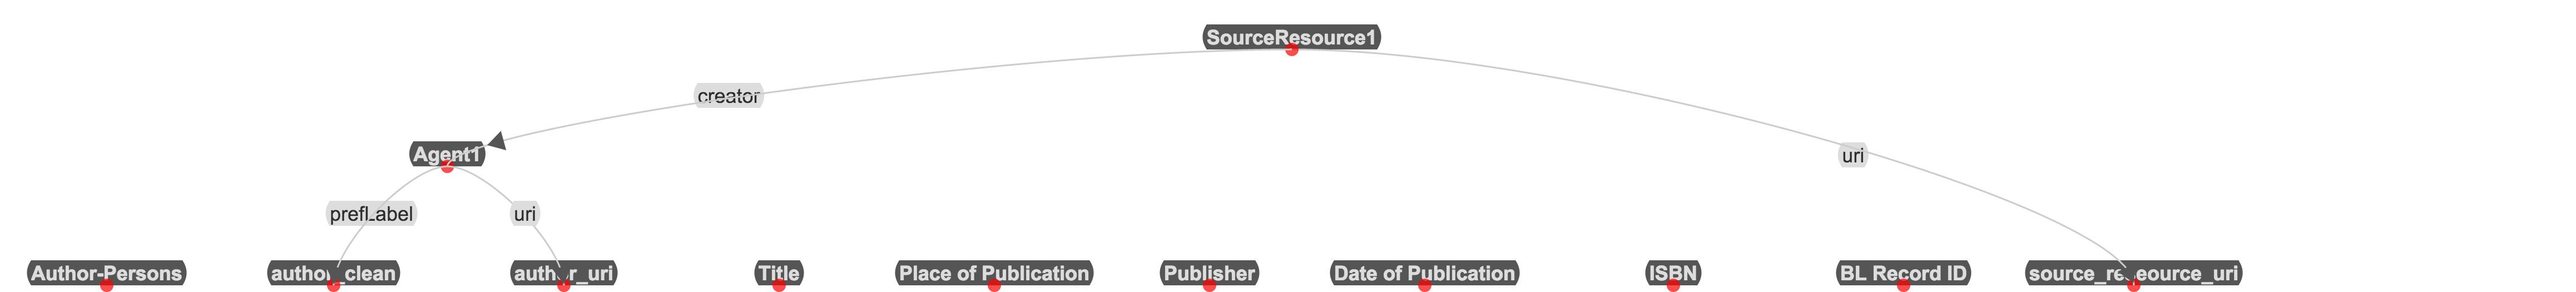 SourceResource1
creator
Agent1
uri
prefLabel
uri
Author-Persons
author_clean
author_uri
Title
Place of Publication
Publisher
Date of Publication
ISBN
BL Record ID
source_reseource_uri